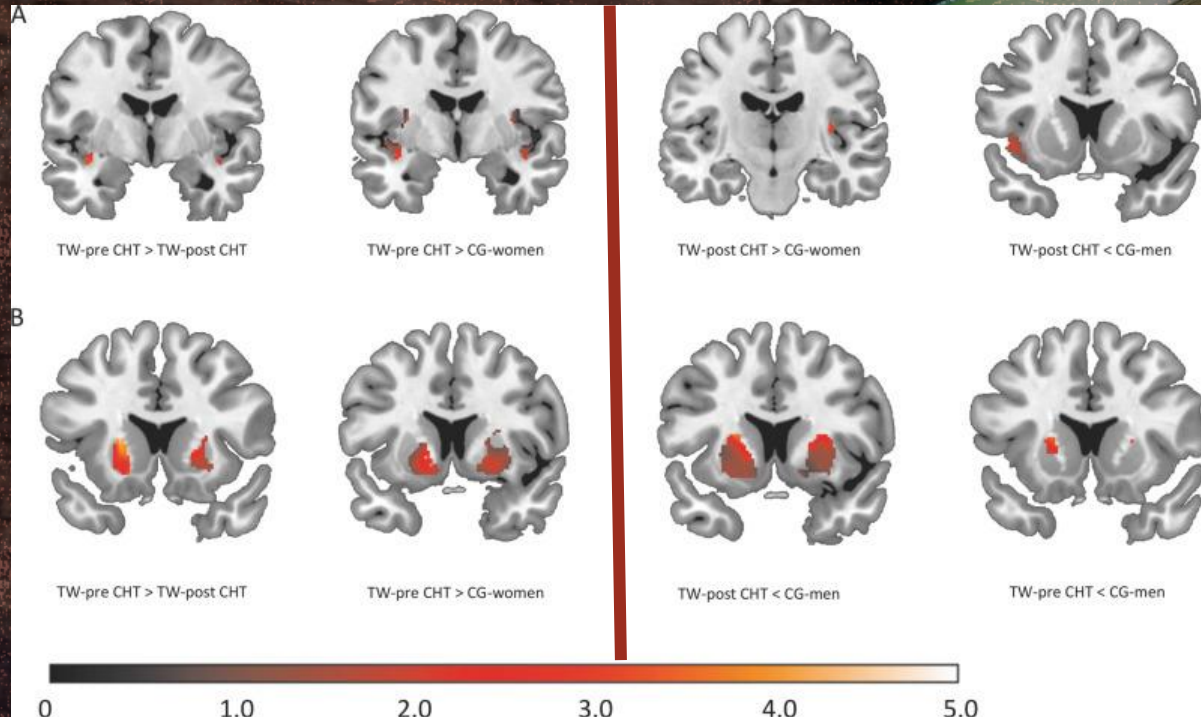 A
TW-pre CHT > TW-post CHT
TW-pre CHT > CG-women
TW-post CHT > CG-women
TW-post CHT < CG-men
B
TW-pre CHT > TW-post CHT
TW-pre CHT > CG-women
TW-post CHT < CG-men
TW-pre CHT < CG-men
0 1.0 2.0 3.0 4.0 5.0